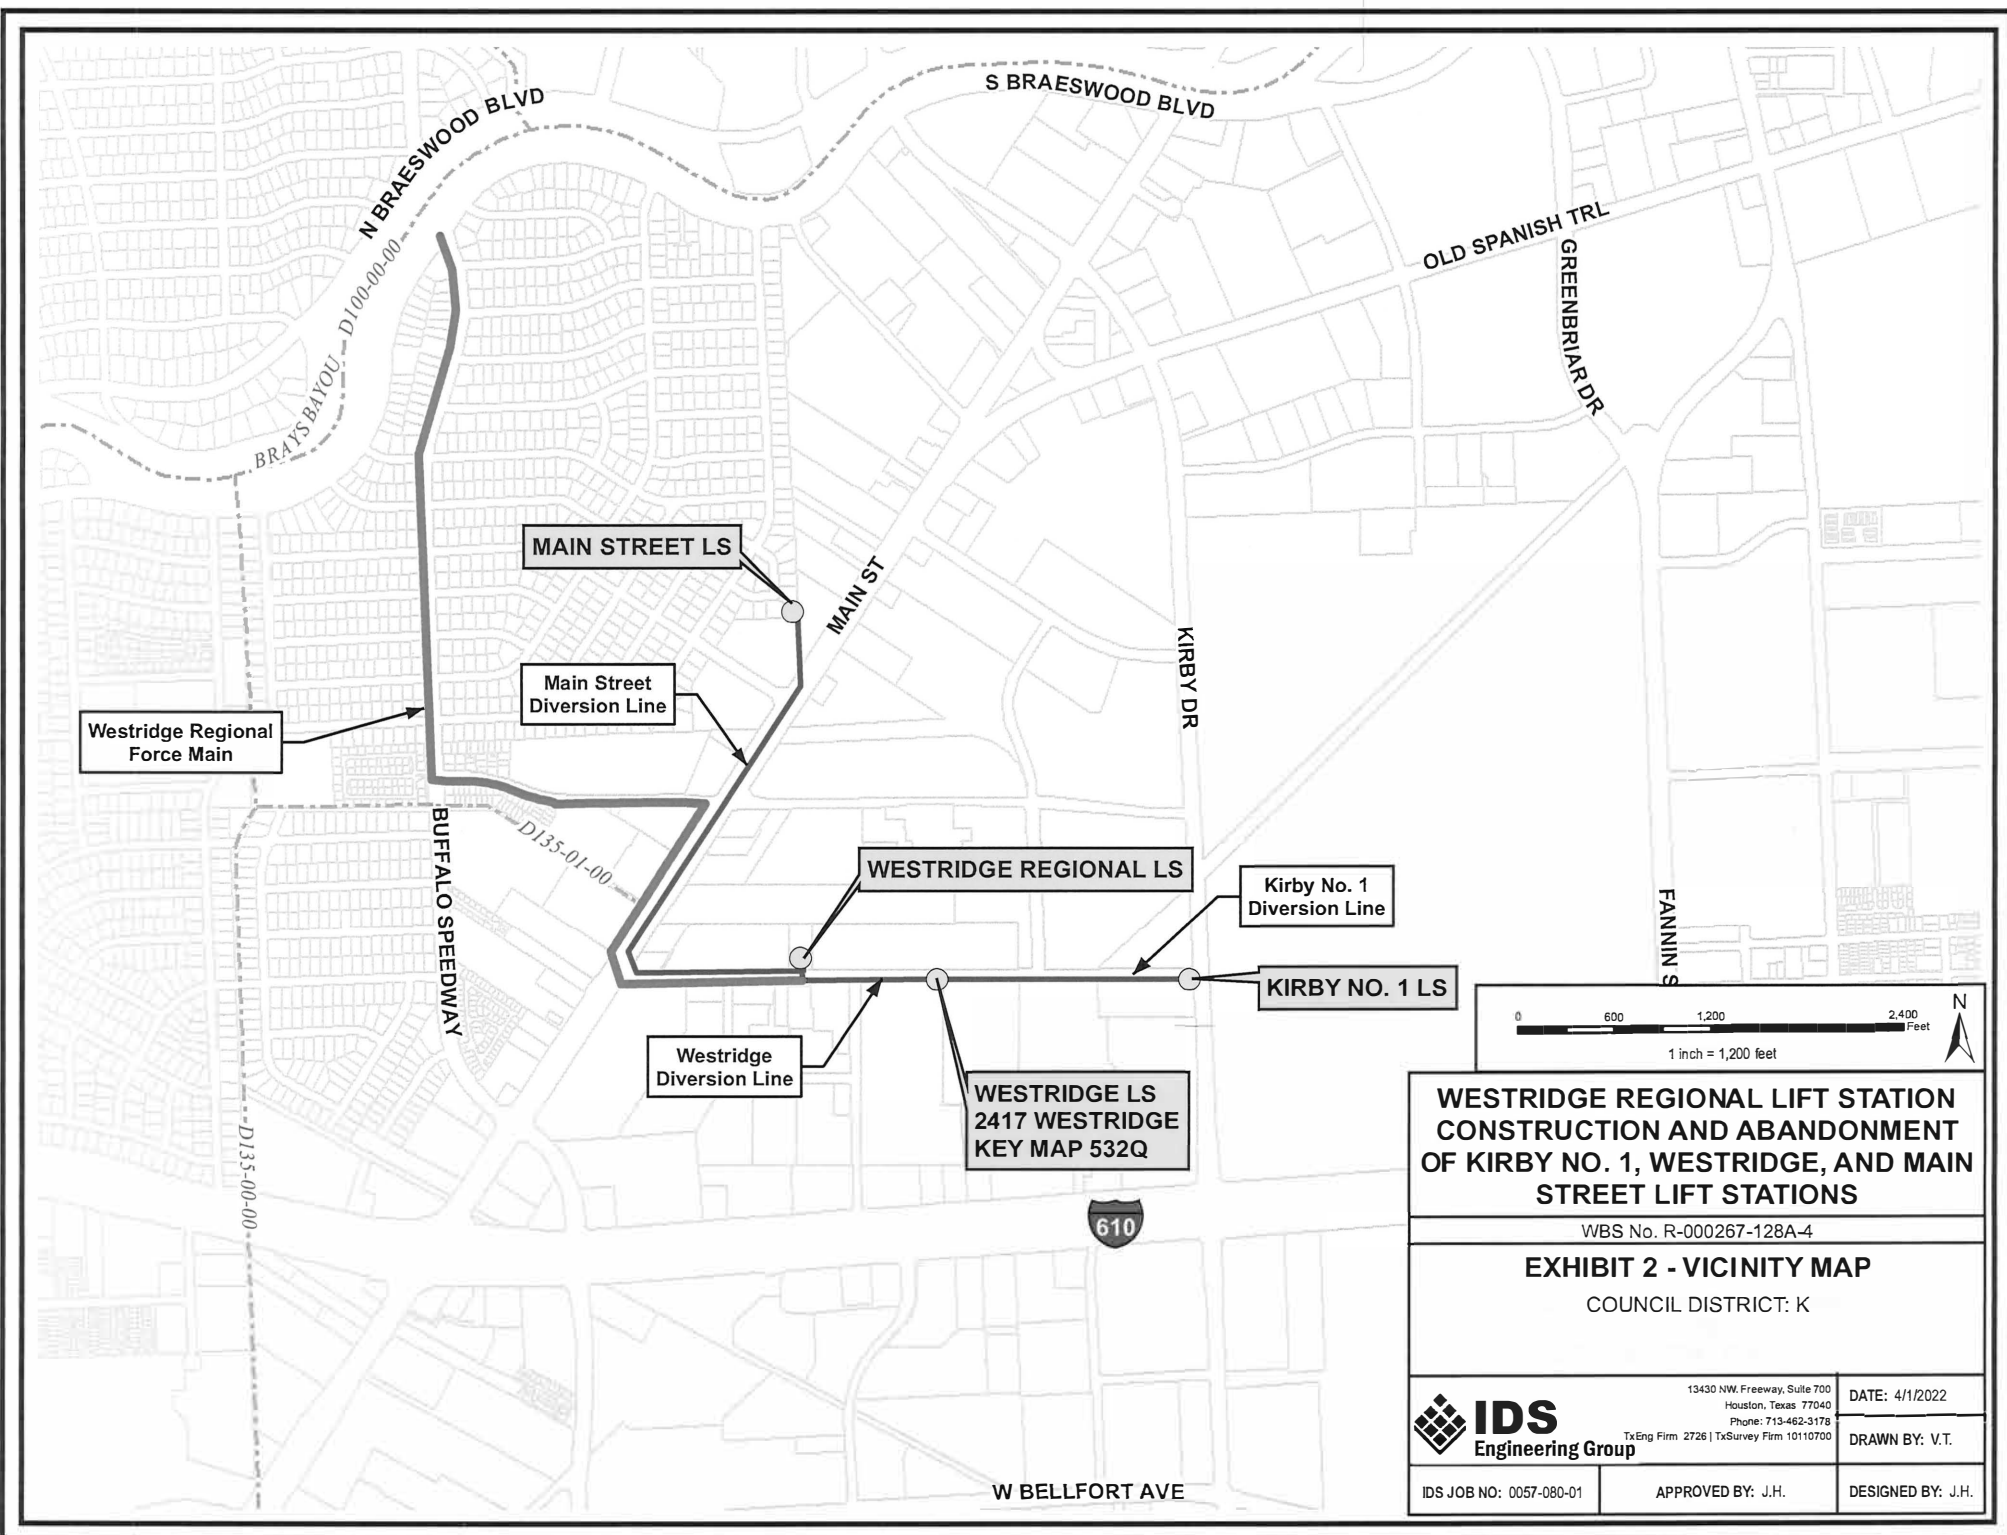 S BRAESWOOD BLVD
N BRAESWOOD BLVD
OLD SPANISH TRL
GREENBRIAR DR
D100-00-00
BRAYS BAYOU
MAIN STREET LS
MAIN ST
KIRBY DR
Main Street
Diversion Line
Westridge Regional
Force Main
BUFFALO SPEEDWAY
D135-01-00
WESTRIDGE REGIONAL LS
Kirby No. 1
Diversion Line
FANNIN S
KIRBY NO. 1 LS
Westridge
Diversion Line
WESTRIDGE LS
2417 WESTRIDGE
KEY MAP 532Q
D135-00-00
610
W BELLFORT AVE
N
0 600 1,200 2,400
Feet
1 inch = 1,200 feet
WESTRIDGE REGIONAL LIFT STATION
CONSTRUCTION AND ABANDONMENT
OF KIRBY NO. 1, WESTRIDGE, AND MAIN
STREET LIFT STATIONS
WBS No. R-000267-128A-4
EXHIBIT 2 - VICINITY MAP
COUNCIL DISTRICT: K
IDS
Engineering Group
13430 NW. Freeway, Suite 700
Houston, Texas 77040
Phone: 713-462-3178
TxEng Firm 2726 | TxSurvey Firm 10110700
DATE: 4/1/2022
DRAWN BY: V.T.
IDS JOB NO: 0057-080-01
APPROVED BY: J.H.
DESIGNED BY: J.H.